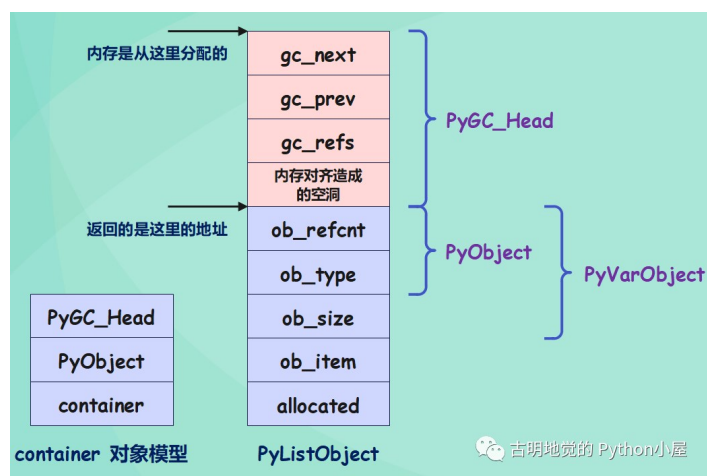 内存是从这里分配的
gc_next
gc_prev
gc_refs
内存对齐造成
的空洞
PyGC_Head
返回的是这里的地址
ob_refcnt
ob_type
PyObject
PyVarObject
ob_size
ob_item
allocated
PyGC_Head
PyObject
container
container 对象模型
PyListObject
古明地觉的 Python小屋